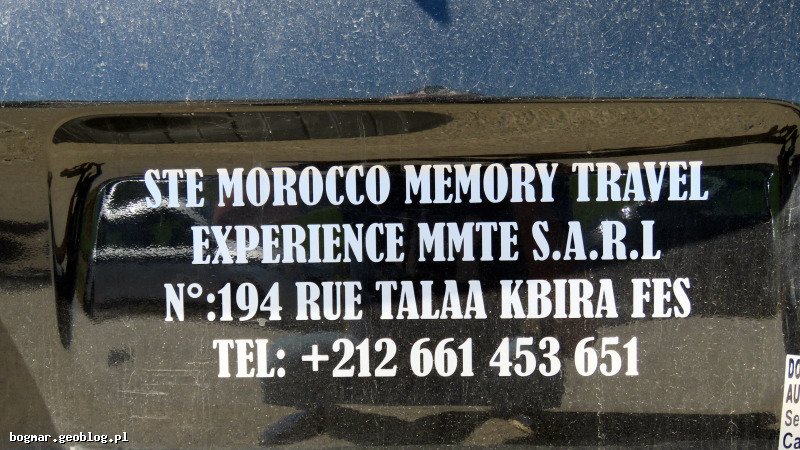 STE MOROCCO MEMORY TRAVEL
EXPERIENCE MMTE S.A.R.L
N°:194 RUE TALAA KBIRA FES
TEL: +212 661 453 651
bogmar.geoblog.pl